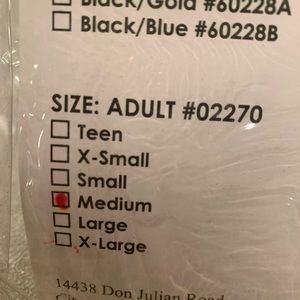 Black/Gold #60228A
Black/Blue #60228B
SIZE: ADULT #02270
Teen
X-Small
Small
Medium
Large
X-Large
14438 Don Julian Road